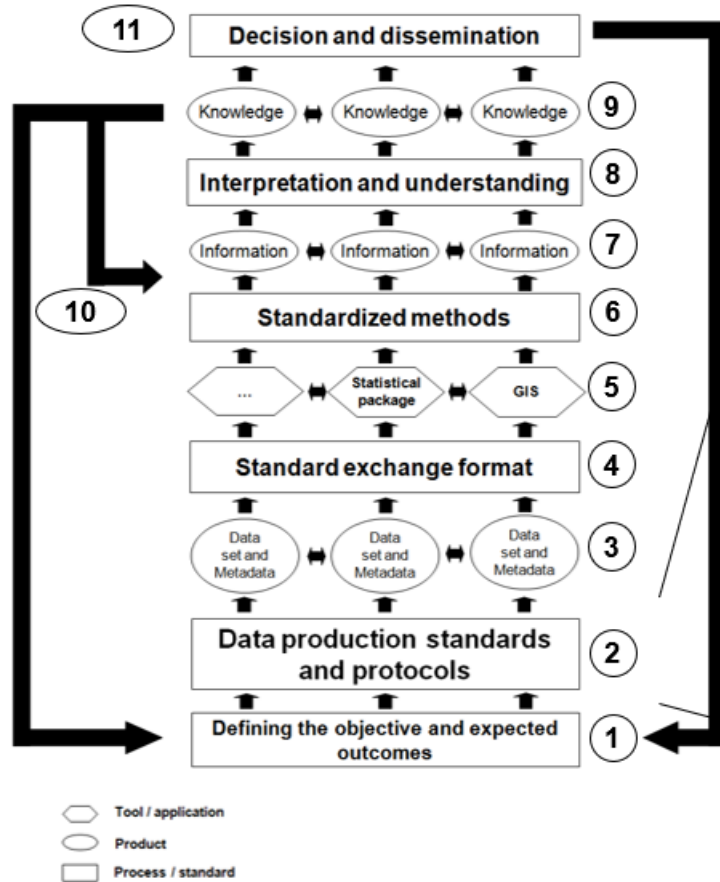 11
Decision and dissemination
Knowledge Knowledge Knowledge
9
Interpretation and understanding
8
Information Information Information
7
10
Standardized methods
6
...
Statistical
package
GIS
5
Standard exchange format
4
Data
set and
Metadata
Data
set and
Metadata
Data
set and
Metadata
3
Data production standards
and protocols
2
Defining the objective and expected
outcomes
1
Tool / application
Product
Process / standard